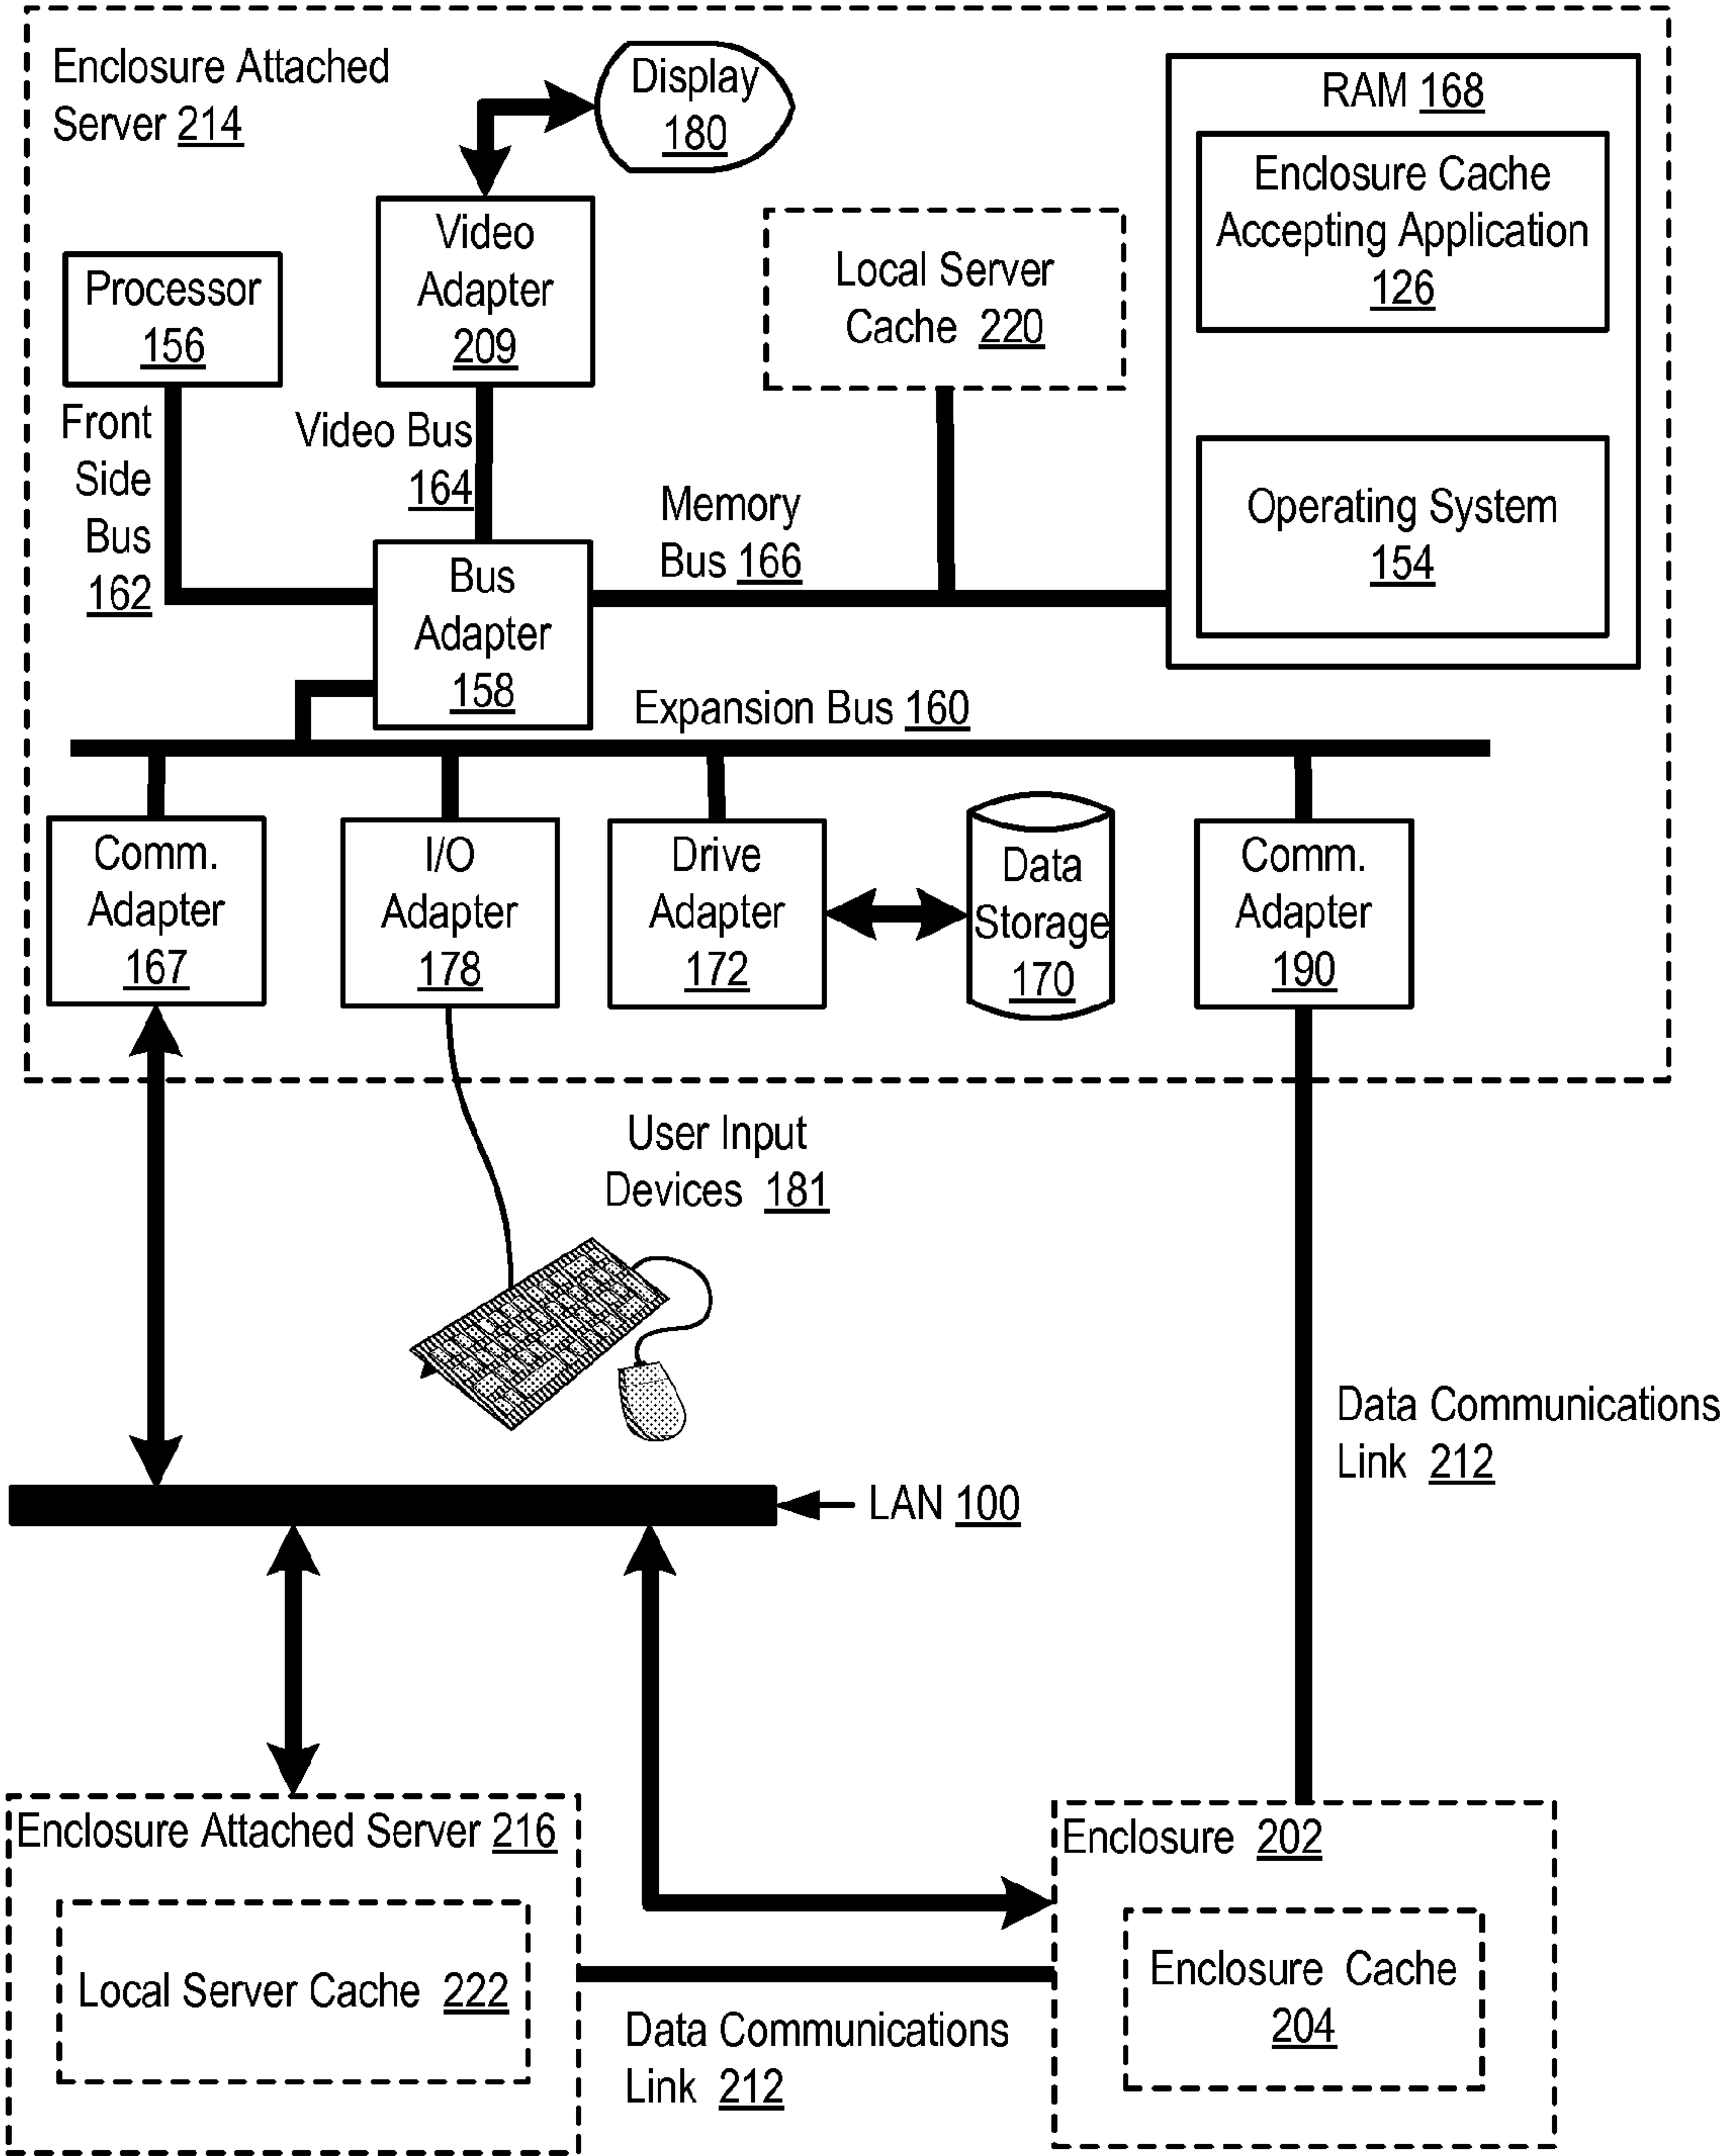 Enclosure Attached
Server 214
Display
180
RAM 168
Enclosure Cache
Accepting Application
126
Video
Adapter
209
Local Server
Cache 220
Processor
156
Front
Side
Bus
162
Video Bus
164
Memory
Bus 166
Operating System
154
Bus
Adapter
158
Expansion Bus 160
Comm.
Adapter
167
I/O
Adapter
178
Drive
Adapter
172
Data
Storage
170
Comm.
Adapter
190
User Input
Devices 181
Data Communications
Link 212
LAN 100
Enclosure Attached Server 216
Local Server Cache 222
Data Communications
Link 212
Enclosure 202
Enclosure Cache
204